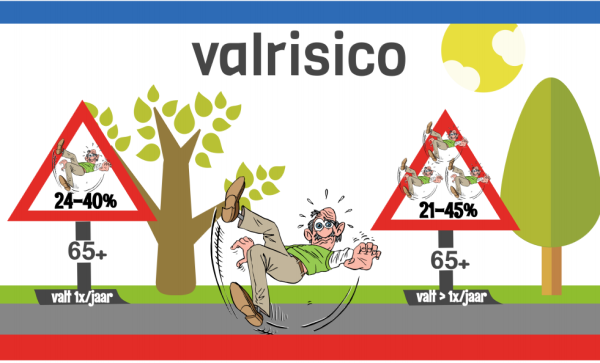 valrisico
24-40%
65+
valt 1x/jaar
21-45%
65+
valt > 1x/jaar